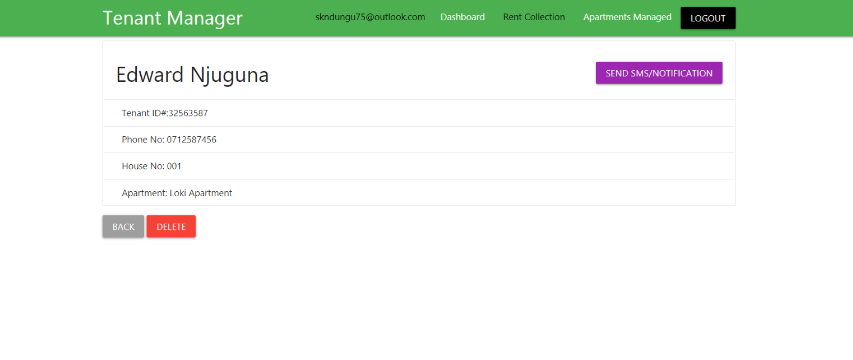 Tenant Manager skndungu75@outlook.com Dashboard Rent Collection Apartments Managed LOGOUT
Edward Njuguna SEND SMS/NOTIFICATION
Tenant ID#:32563587
Phone No: 0712587456
House No: 001
Apartment: Loki Apartment
BACK DELETE